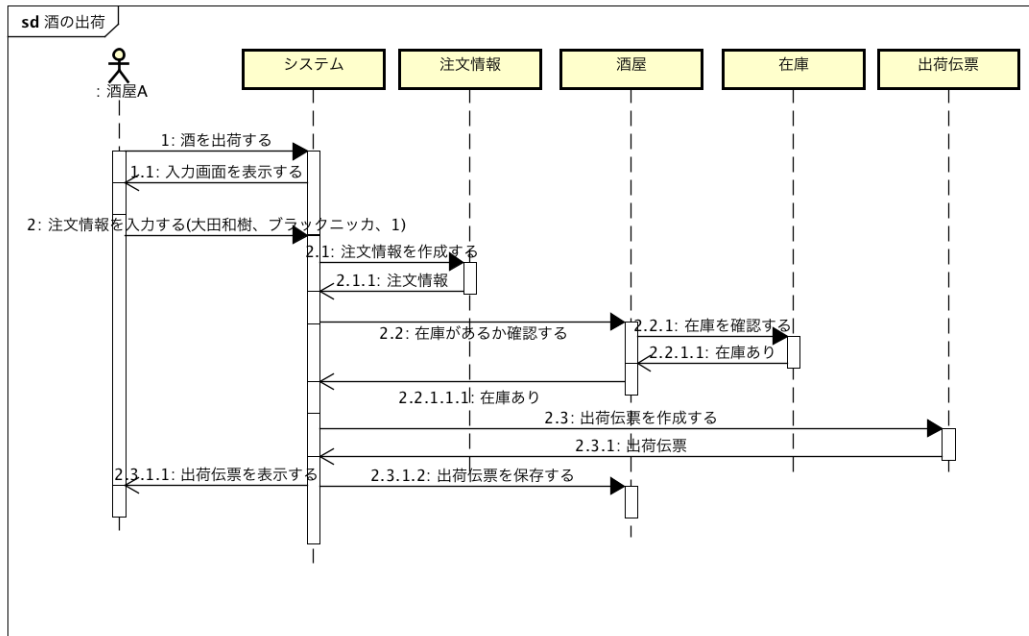 sd 酒の出荷
: 酒屋A
システム
注文情報
酒屋
在庫
出荷伝票
1: 酒を出荷する
1.1: 入力画面を表示する
2: 注文情報を入力する(大田和樹、ブラックニッカ、1)
2.1: 注文情報を作成する
2.1.1: 注文情報
2.2: 在庫があるか確認する
2.2.1: 在庫を確認する
2.2.1.1: 在庫あり
2.2.1.1.1: 在庫あり
2.3: 出荷伝票を作成する
2.3.1: 出荷伝票
2.3.1.1: 出荷伝票を表示する
2.3.1.2: 出荷伝票を保存する